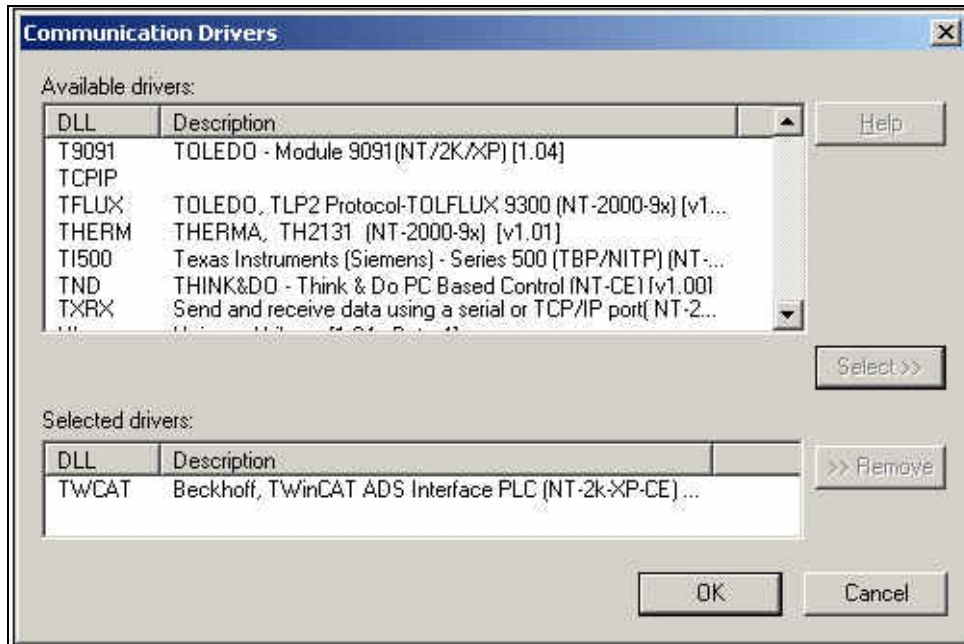 Communication Drivers
Available drivers:
DLL Description
Help
T9091 TOLEDO - Module 9091(NT/2K/XP) [1.04]
TCPIP
TFLUX TOLEDO, TLP2 Protocol-TOLFLUX 9300 (NT-2000-9x) [v1...
THERM THERMA, TH2131 (NT-2000-9x) [v1.01]
TI500 Texas Instruments (Siemens) - Series 500 (TBP/NITP) (NT-...
TND THINK&DO - Think & Do PC Based Control (NT-CE) [v1.00]
TXRX Send and receive data using a serial or TCP/IP port( NT-2...
Select >>
Selected drivers:
DLL Description
>> Remove
TWCAT Beckhoff, TWinCAT ADS Interface PLC (NT-2k-XP-CE) ...
OK Cancel